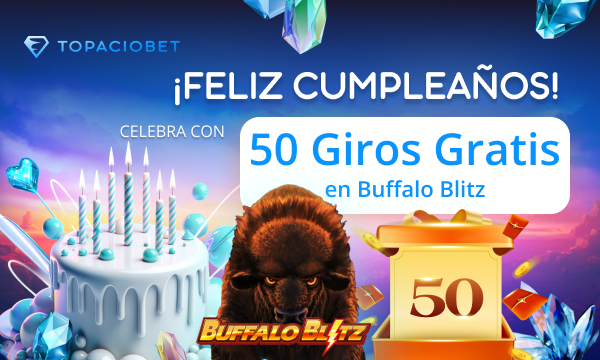 TOPACIOBET
¡FELIZ CUMPLEAÑOS!
CELEBRA CON
50 Giros Gratis
en Buffalo Blitz
50
BUFFALO BLITZ